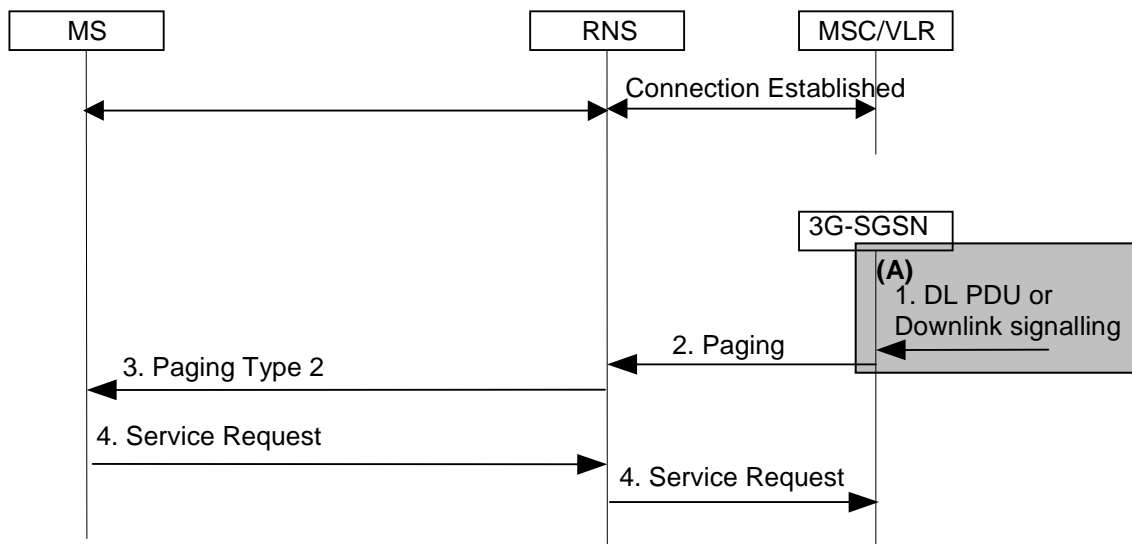 MS
RNS
MSC/VLR
Connection Established
3G-SGSN
(A)
1. DL PDU or
Downlink signalling
2. Paging
3. Paging Type 2
4. Service Request
4. Service Request